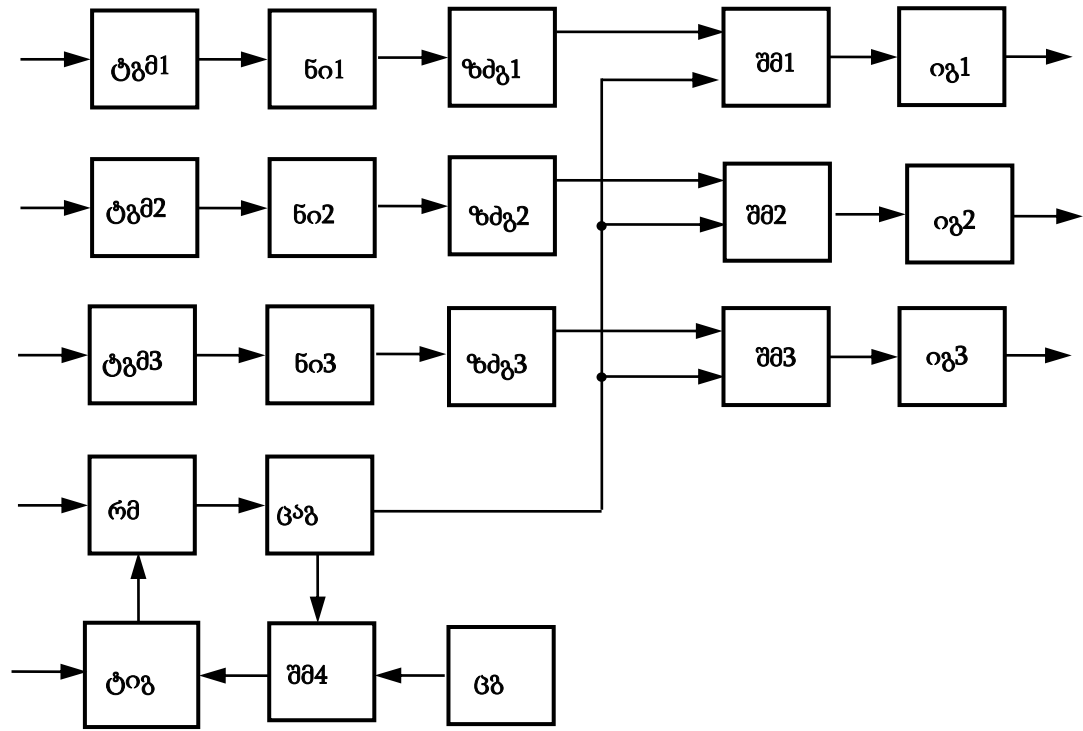 ტგმ1 ნი1 ზძგ1 შმ1 იგ1
ტგმ2 ნი2 ზძგ2 შმ2 იგ2
ტგმ3 ნი3 ზძგ3 შმ3 იგ3
რმ ცაგ
ტიგ შმ4 ცგ